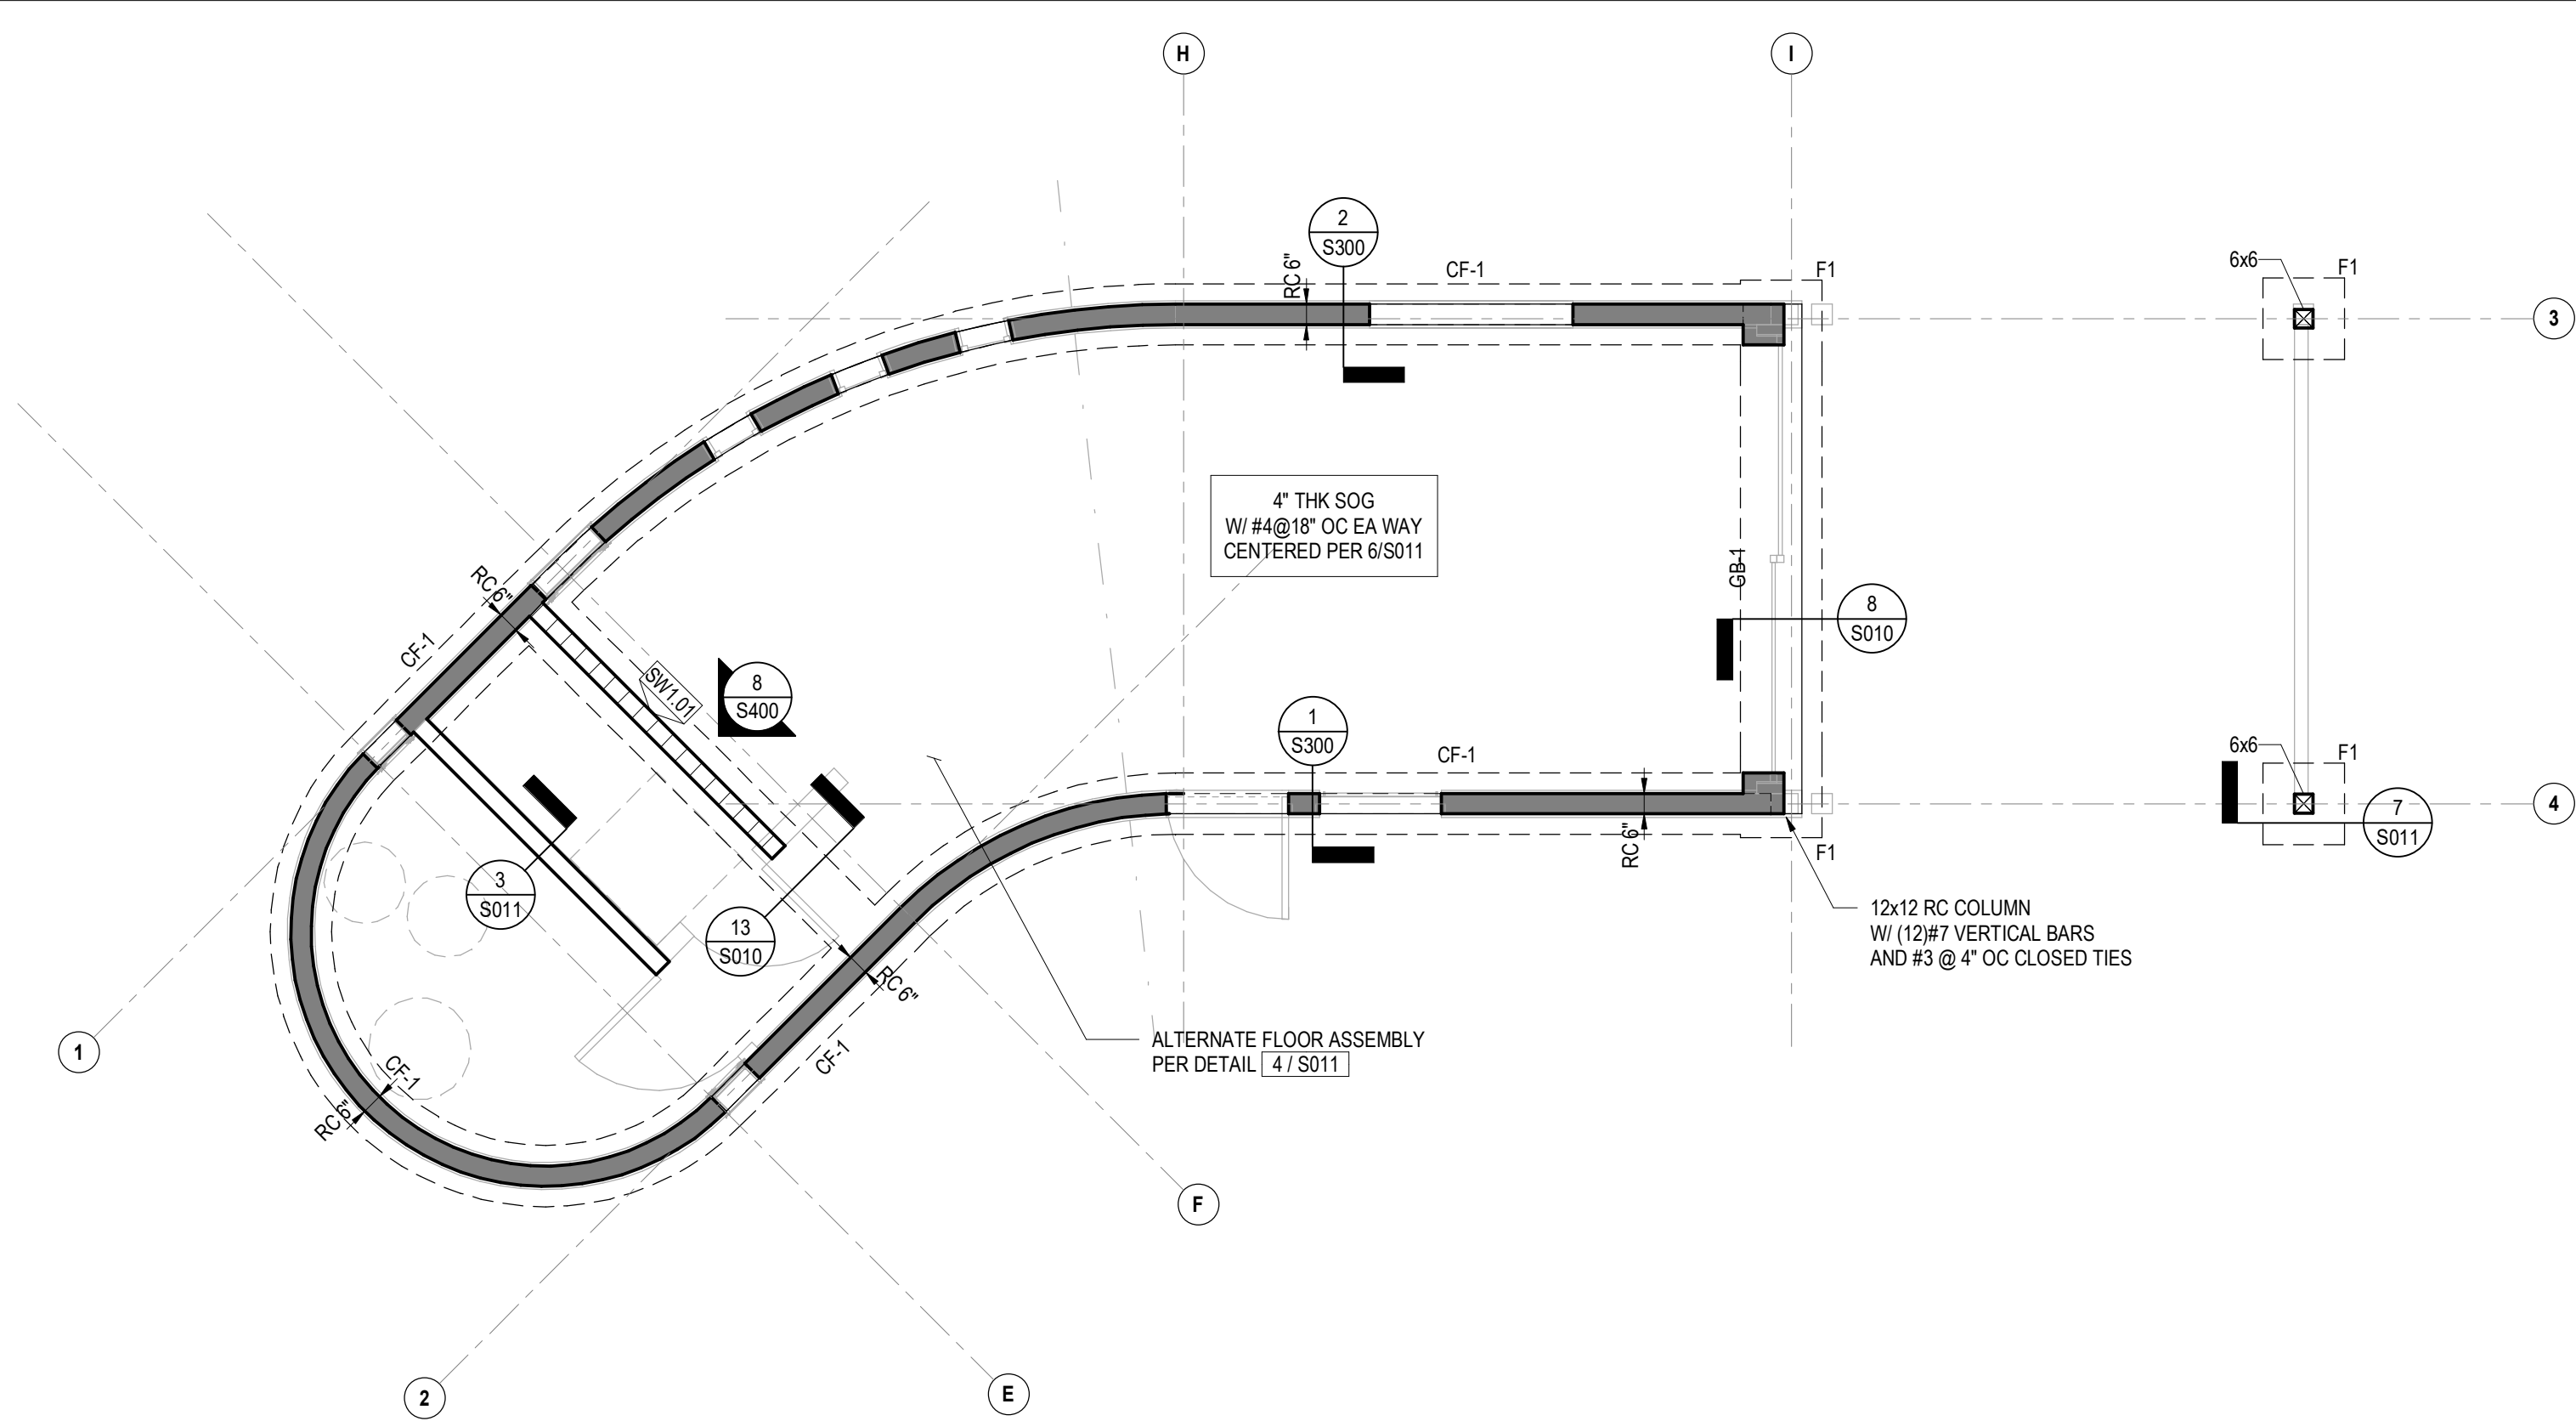 H
I
2
S300
RC 6"
CF-1
F1
6x6
F1
3
4" THK SOG
W/ #4@18" OC EA WAY
CENTERED PER 6/S011
GB-1
8
S010
RC 6"
CF-1
SW1.01
8
S400
1
S300
CF-1
6x6
F1
4
7
S011
RC 6"
F1
3
S011
13
S010
12x12 RC COLUMN
W/ (12)#7 VERTICAL BARS
AND #3 @ 4" OC CLOSED TIES
RC 6"
ALTERNATE FLOOR ASSEMBLY
PER DETAIL 4 / S011
1
CF-1
CF-1
RC 6"
F
2
E